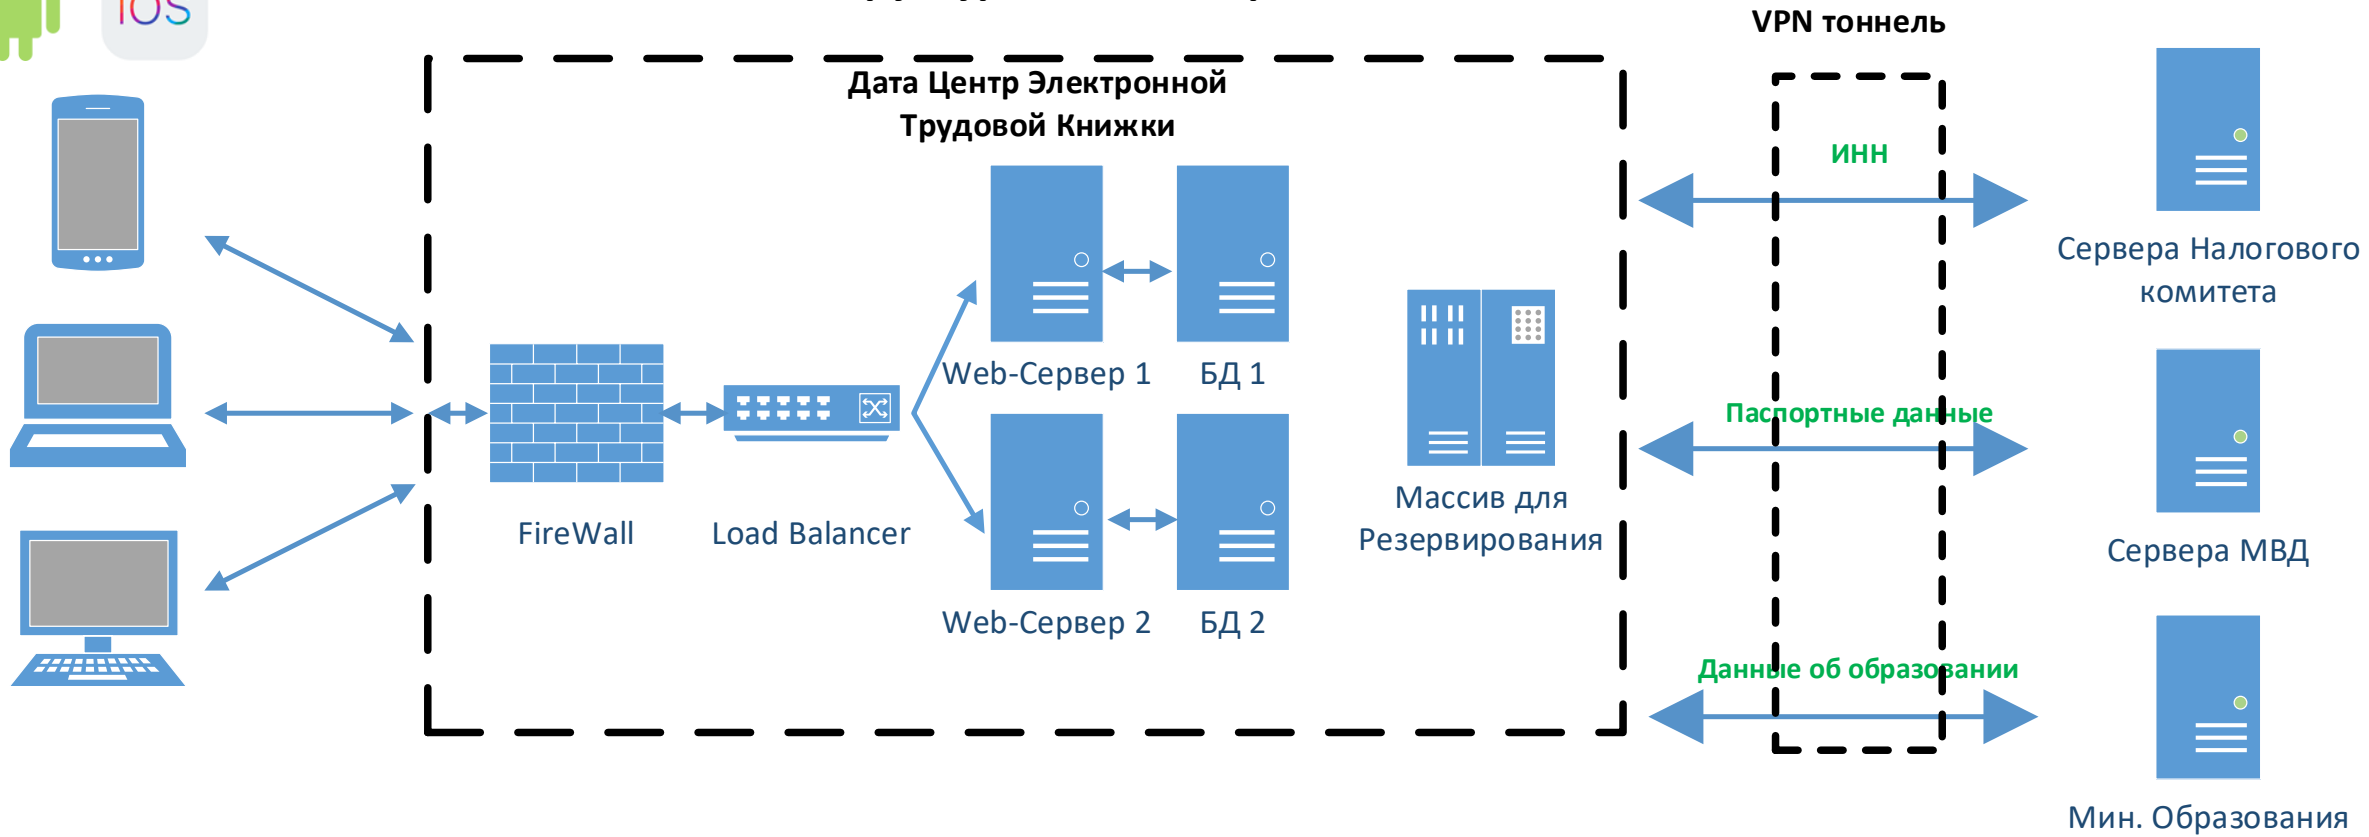 iOS
VPN тоннель
Дата Центр Электронной
Трудовой Книжки
ИНН
Сервера Налогового
комитета
Web-Сервер 1
БД 1
Паспортные данные
Массив для
Резервирования
FireWall
Load Balancer
Сервера МВД
Web-Сервер 2
БД 2
Данные об образовании
Мин. Образования